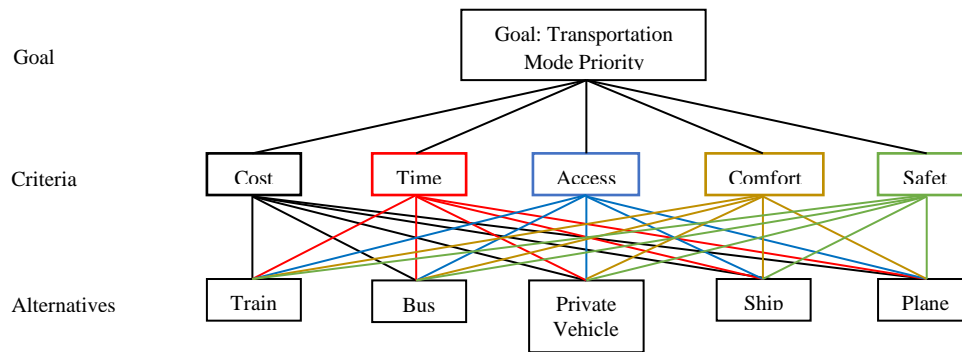 Goal
Goal: Transportation
Mode Priority
Criteria
Cost
Time
Access
Comfort
Safet
Alternatives
Train
Bus
Private
Vehicle
Ship
Plane